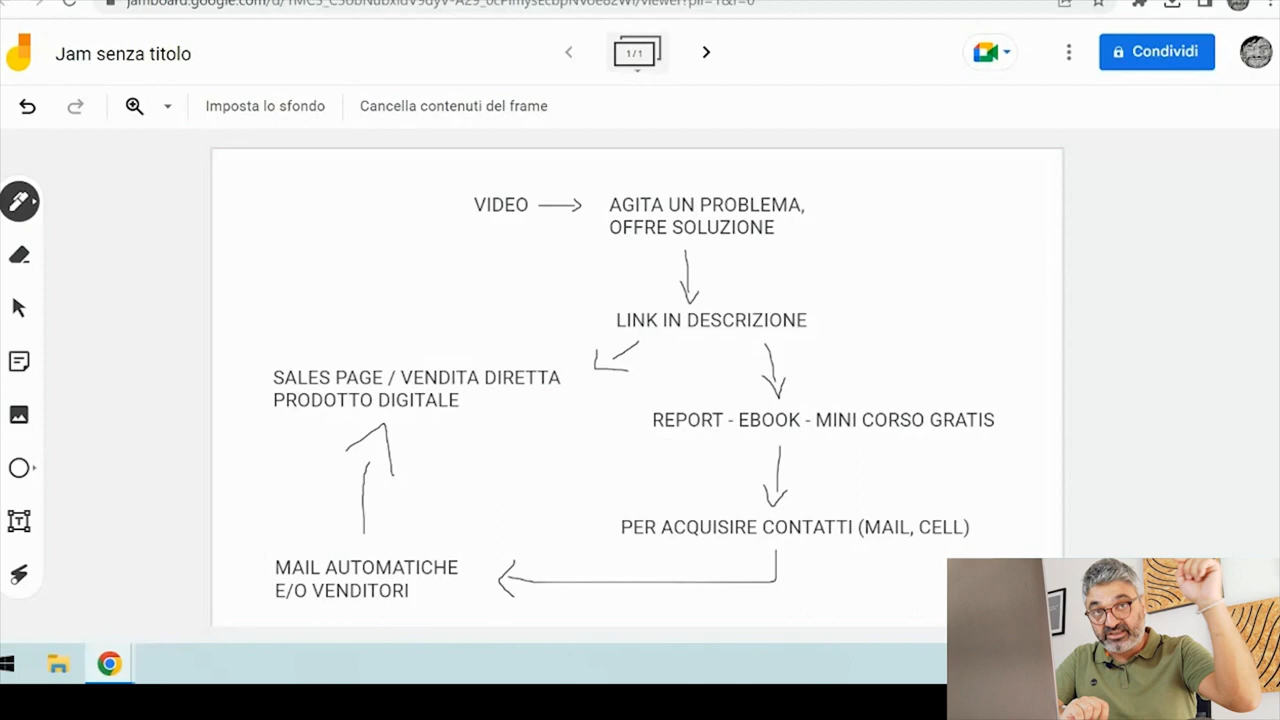 Jam senza titolo
1/1
Condividi
Imposta lo sfondo
Cancella contenuti del frame
VIDEO
AGITA UN PROBLEMA,
OFFRE SOLUZIONE
LINK IN DESCRIZIONE
SALES PAGE / VENDITA DIRETTA
PRODOTTO DIGITALE
REPORT - EBOOK - MINI CORSO GRATIS
PER ACQUISIRE CONTATTI (MAIL, CELL)
MAIL AUTOMATICHE
E/O VENDITORI